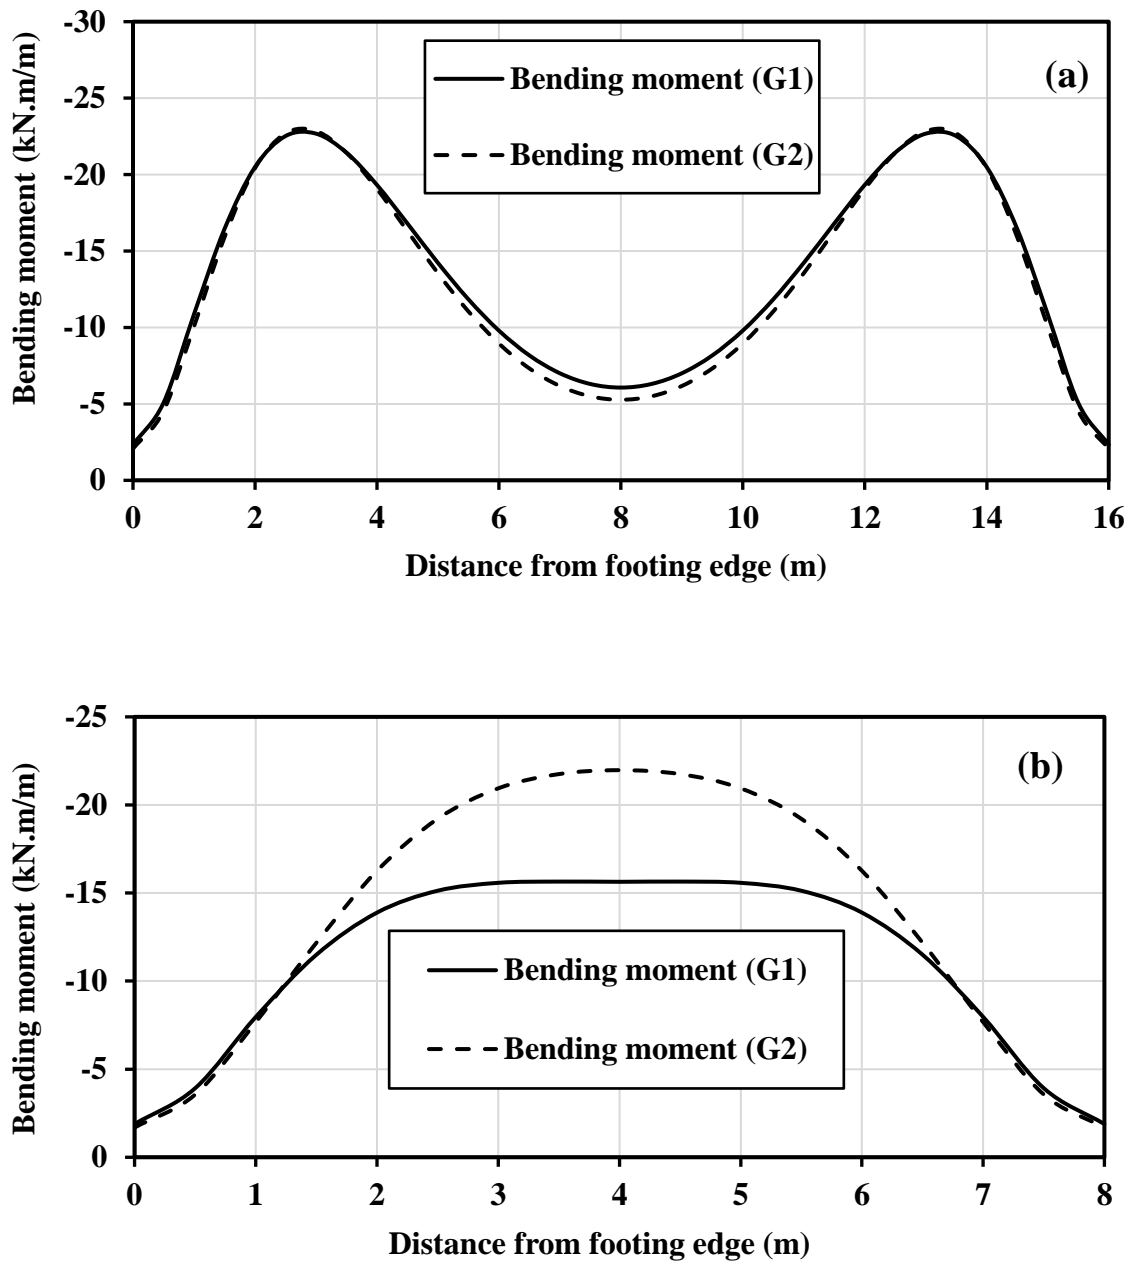 Bending moment (kN.m/m)
-30
-25
-20
-15
-10
-5
0
Bending moment (G1)
Bending moment (G2)
(a)
0 2 4 6 8 10 12 14 16
Distance from footing edge (m)
Bending moment (kN.m/m)
-25
-20
-15
-10
-5
0
(b)
Bending moment (G1)
Bending moment (G2)
0 1 2 3 4 5 6 7 8
Distance from footing edge (m)